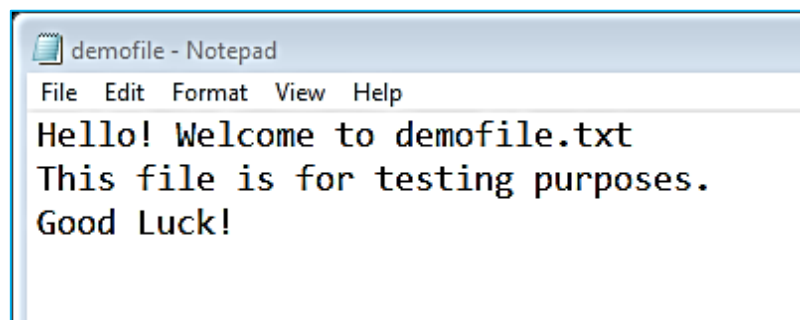 demofile - Notepad
File Edit Format View Help
Hello! Welcome to demofile.txt
This file is for testing purposes.
Good Luck!